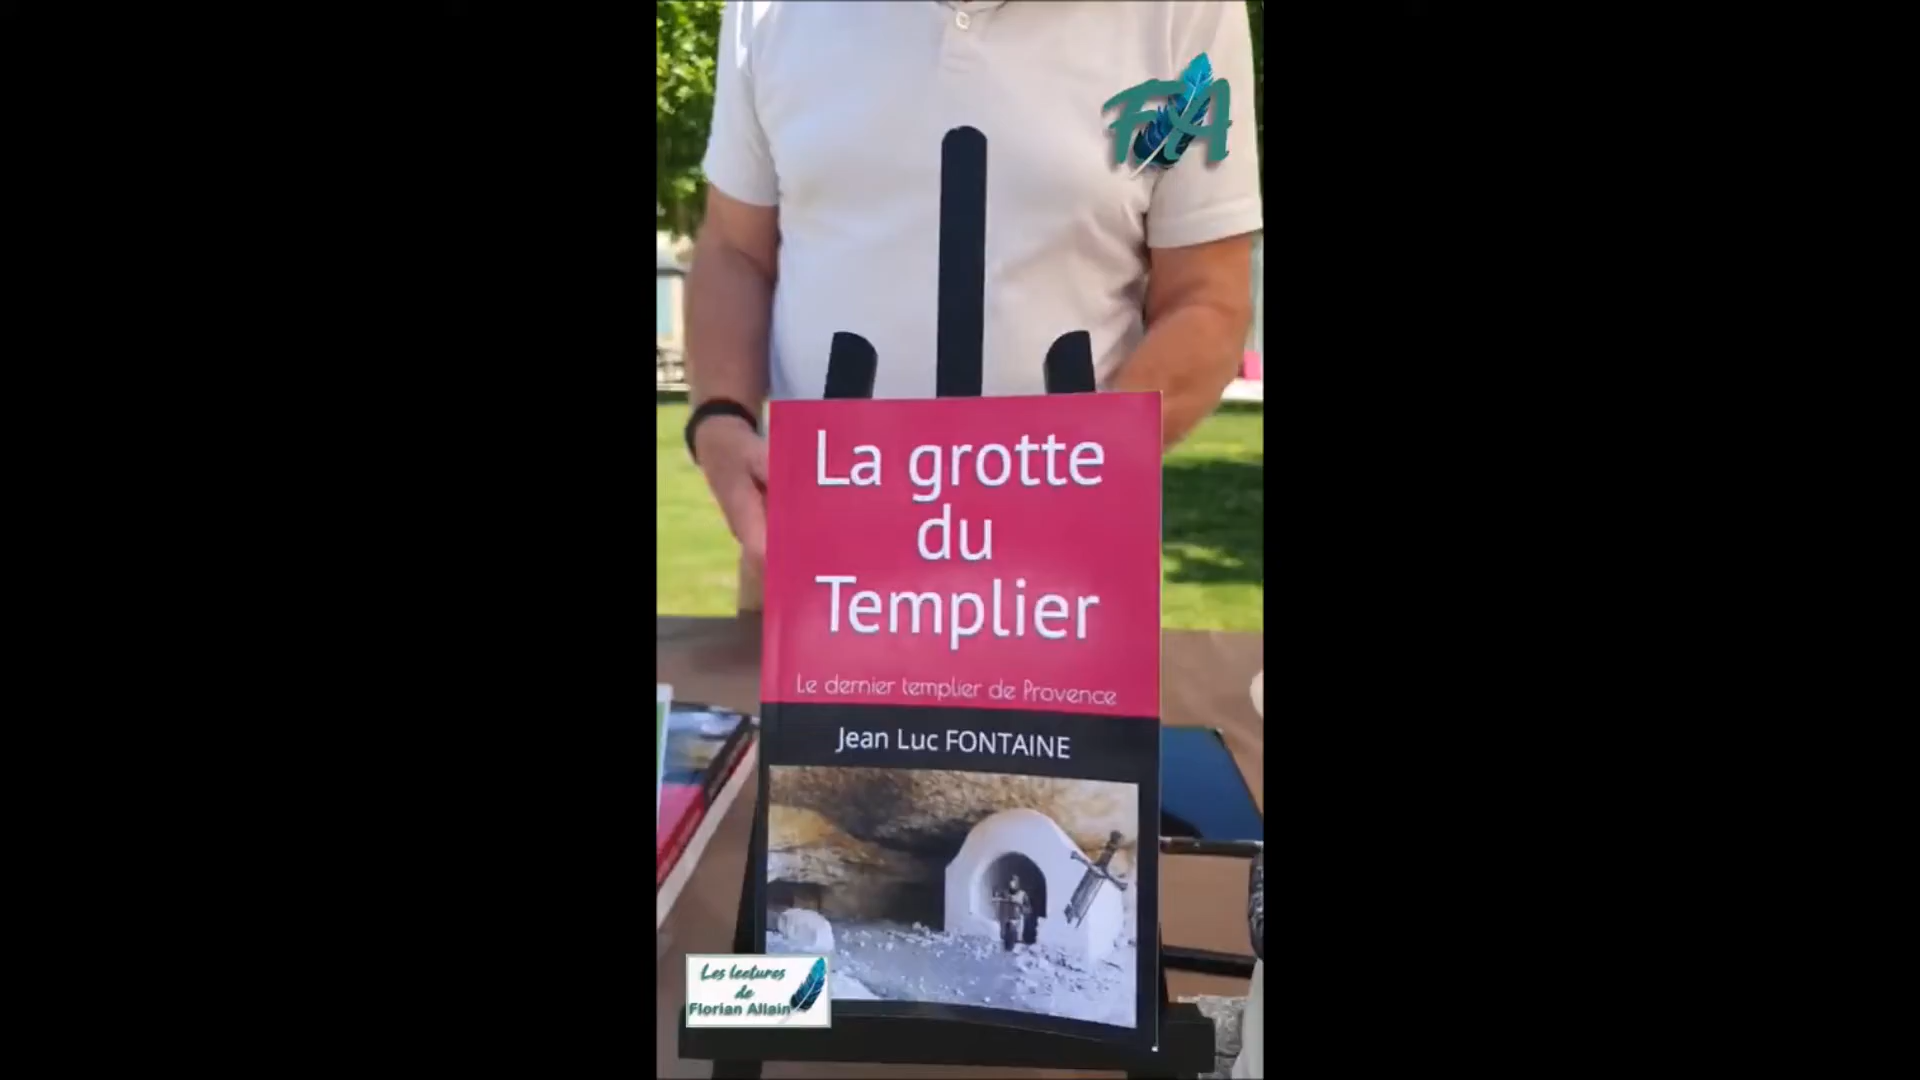 FA
La grotte
du
Templier
Le dernier templier de Provence
Jean Luc FONTAINE
Les lectures
de
Florian Allain